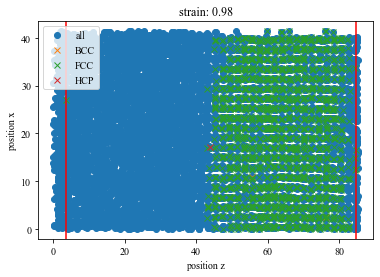 strain: 0.98
all
BCC
FCC
HCP
40
30
20
10
0
position x
0
20
40
60
80
position z